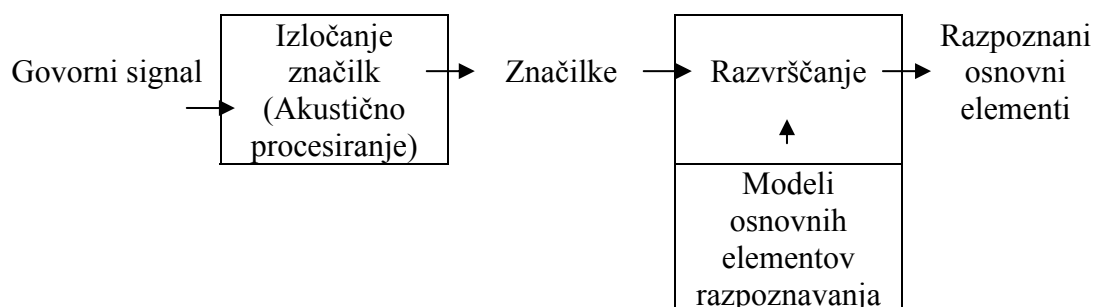 Govorni signal
Izločanje
značilk
(Akustično
procesiranje)
Značilke
Razvrščanje
Razpoznani
osnovni
elementi
Modeli
osnovnih
elementov
razpoznavanja